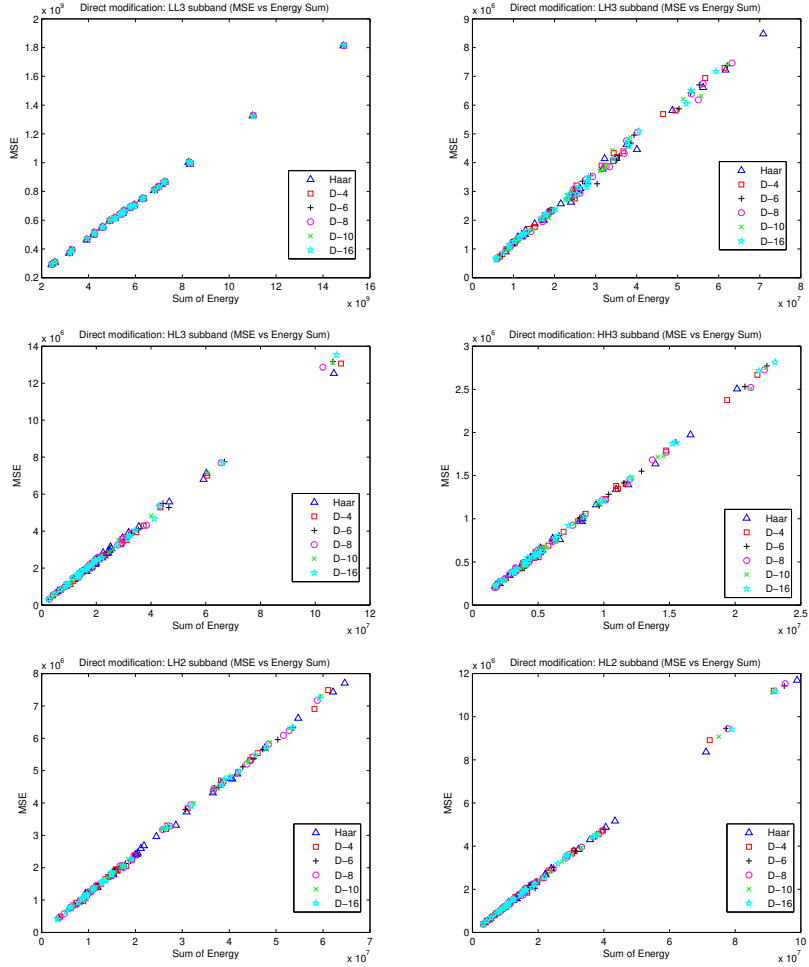 Direct modification: LL3 subband (MSE vs Energy Sum)
x 10^9
2
1.8
1.6
1.4
1.2
1
0.8
0.6
0.4
0.2
MSE
Haar
D−4
D−6
D−8
D−10
D−16
2 4 6 8 10 12 14 16
Sum of Energy
x 10^9
Direct modification: LH3 subband (MSE vs Energy Sum)
x 10^6
9
8
7
6
5
4
3
2
1
0
MSE
Haar
D−4
D−6
D−8
D−10
D−16
0 1 2 3 4 5 6 7 8
Sum of Energy
x 10^7
Direct modification: HL3 subband (MSE vs Energy Sum)
x 10^6
14
12
10
8
6
4
2
0
MSE
Haar
D−4
D−6
D−8
D−10
D−16
0 2 4 6 8 10 12
Sum of Energy
x 10^7
Direct modification: HH3 subband (MSE vs Energy Sum)
x 10^6
3
2.5
2
1.5
1
0.5
0
MSE
Haar
D−4
D−6
D−8
D−10
D−16
0 0.5 1 1.5 2 2.5
Sum of Energy
x 10^7
Direct modification: LH2 subband (MSE vs Energy Sum)
x 10^6
8
7
6
5
4
3
2
1
0
MSE
Haar
D−4
D−6
D−8
D−10
D−16
0 1 2 3 4 5 6 7
Sum of Energy
x 10^7
Direct modification: HL2 subband (MSE vs Energy Sum)
x 10^6
12
10
8
6
4
2
0
MSE
Haar
D−4
D−6
D−8
D−10
D−16
0 2 4 6 8 10
Sum of Energy
x 10^7